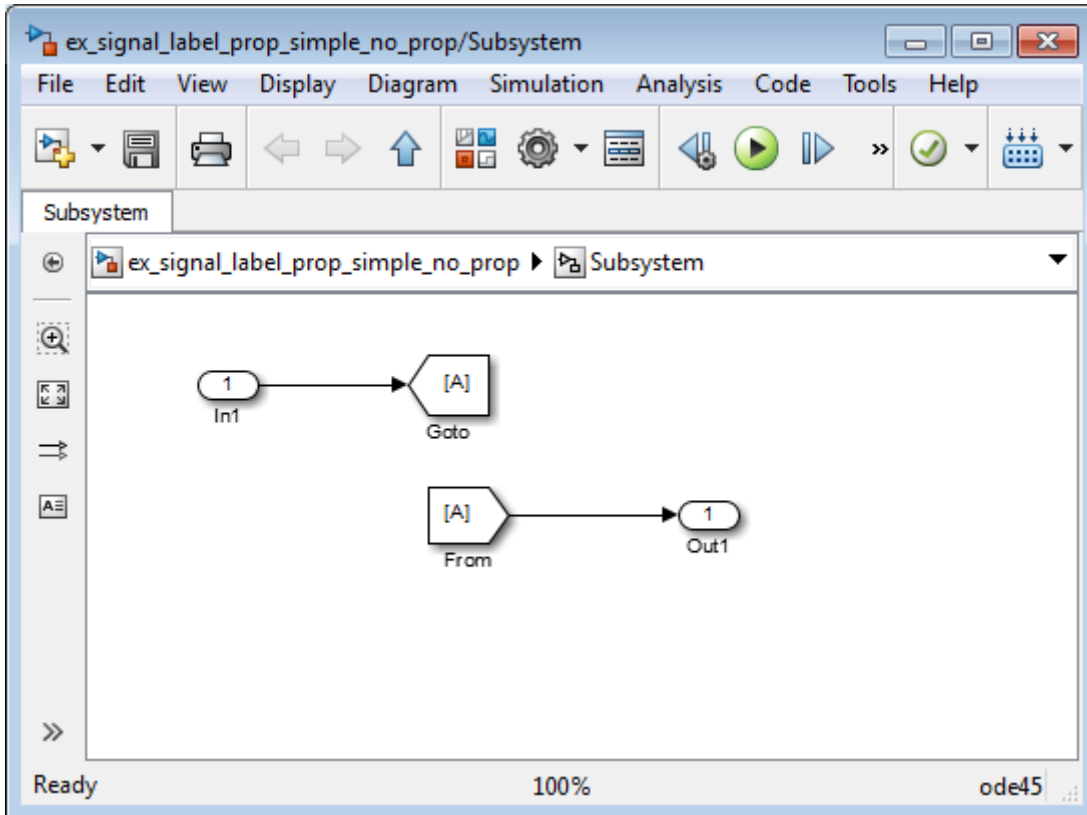 ex_signal_label_prop_simple_no_prop/Subsystem
File Edit View Display Diagram Simulation Analysis Code Tools Help
»
Subsystem
ex_signal_label_prop_simple_no_prop Subsystem
1
In1
[A]
Goto
[A]
From
1
Out1
A
»
Ready 100% ode45